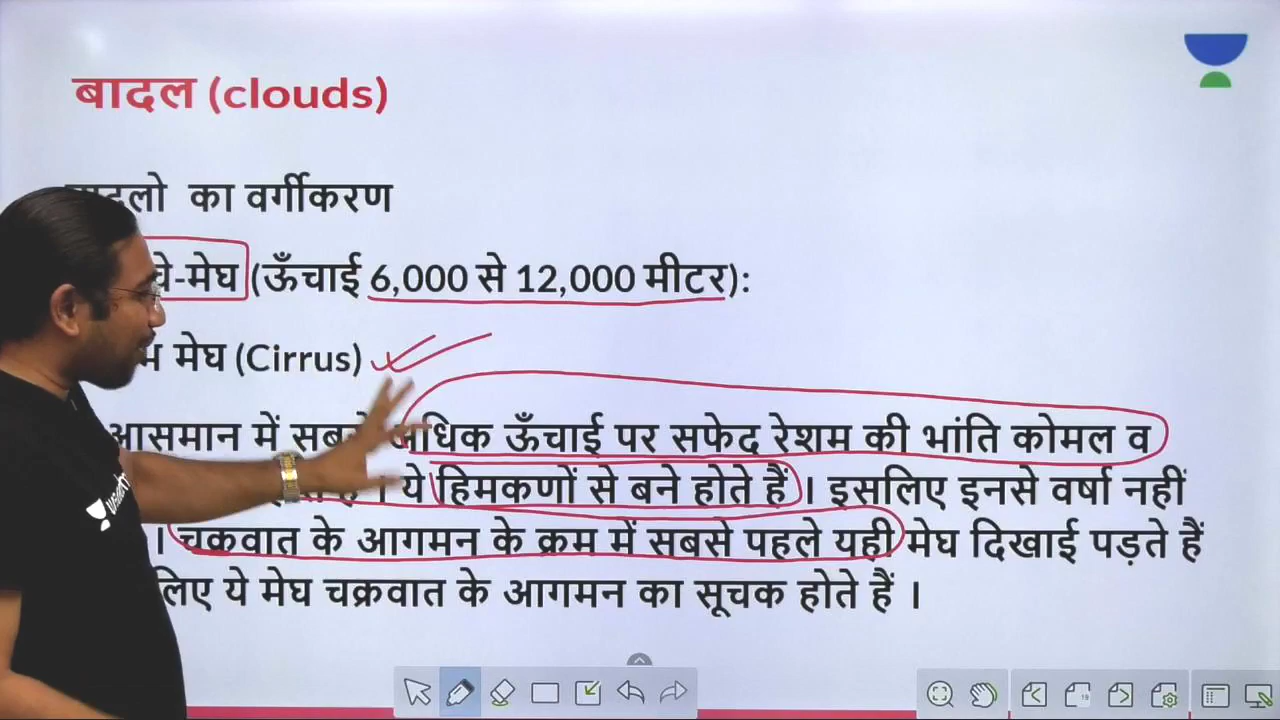 बादल (clouds)
का वर्गीकरण
(ऊँचाई 6,000 से 12,000 मीटर):
मेघ (Cirrus)
आसमान में अधिक ऊँचाई पर सफेद रेशम की भांति कोमल व
ये हिमकणों से बने होते हैं । इसलिए इनसे वर्षा नहीं
। चक्रवात के आगमन के क्रम में सबसे पहले यही मेघ दिखाई पड़ते हैं
ये मेघ चक्रवात के आगमन का सूचक होते हैं ।
19